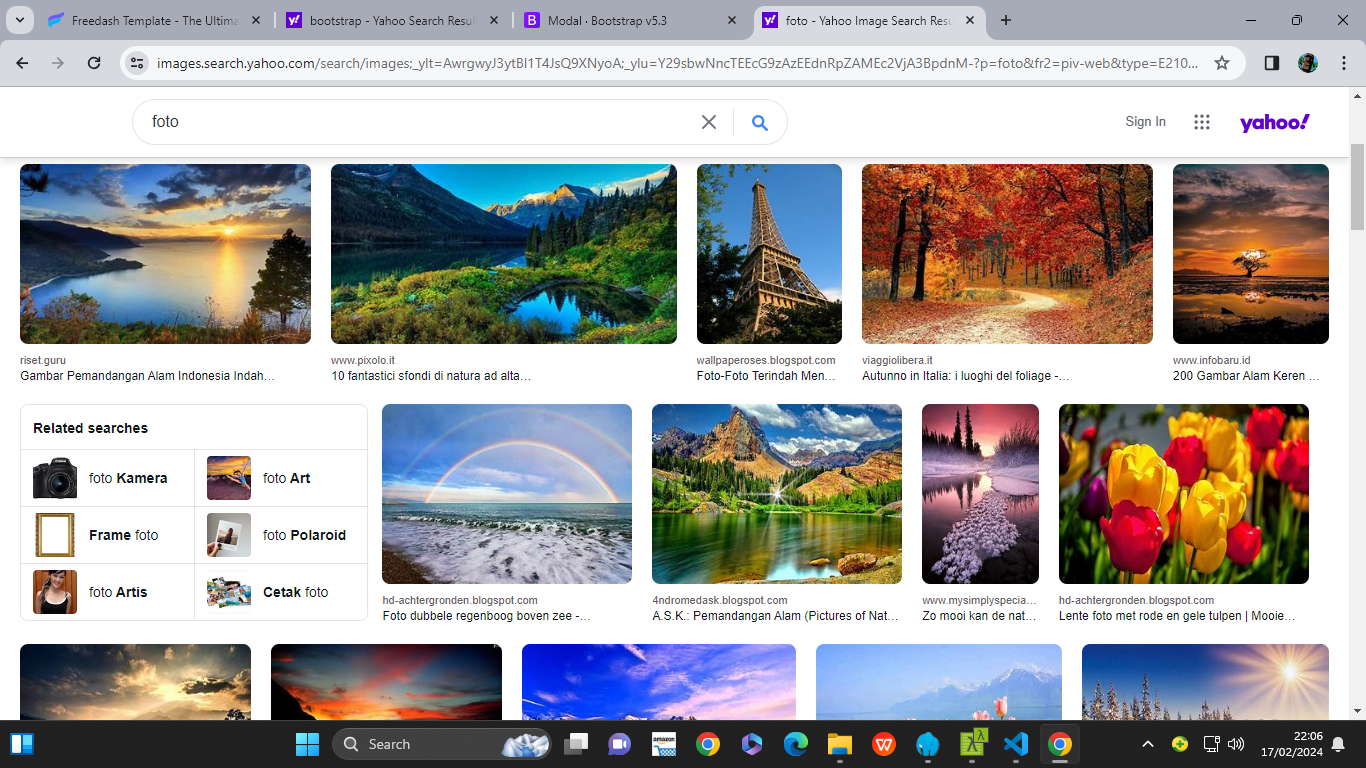 Freedash Template - The Ultima
bootstrap - Yahoo Search Resul
Modal · Bootstrap v5.3
foto - Yahoo Image Search Resu
images.search.yahoo.com/search/images;_ylt=AwrgwyJ3ytBl1T4JsQ9XNyoA;_ylu=Y29sbwNncTEEcG9zAzEEdnRpZAMEc2VjA3BpdnM-?p=foto&fr2=piv-web&type=E210...
foto
Sign In
yahoo!
riset.guru
Gambar Pemandangan Alam Indonesia Indah...
www.pixolo.it
10 fantastici sfondi di natura ad alta...
wallpaperoses.blogspot.com
Foto-Foto Terindah Men...
viaggiolibera.it
Autunno in Italia: i luoghi del foliage -...
www.infobaru.id
200 Gambar Alam Keren ...
Related searches
foto Kamera
foto Art
Frame foto
foto Polaroid
foto Artis
Cetak foto
hd-achtergronden.blogspot.com
Foto dubbele regenboog boven zee -...
4ndromedask.blogspot.com
A.S.K.: Pemandangan Alam (Pictures of Nat...
www.mysimplyspecia...
Zo mooi kan de nat...
hd-achtergronden.blogspot.com
Lente foto met rode en gele tulpen | Mooie...
Search
amazon
22:06
17/02/2024